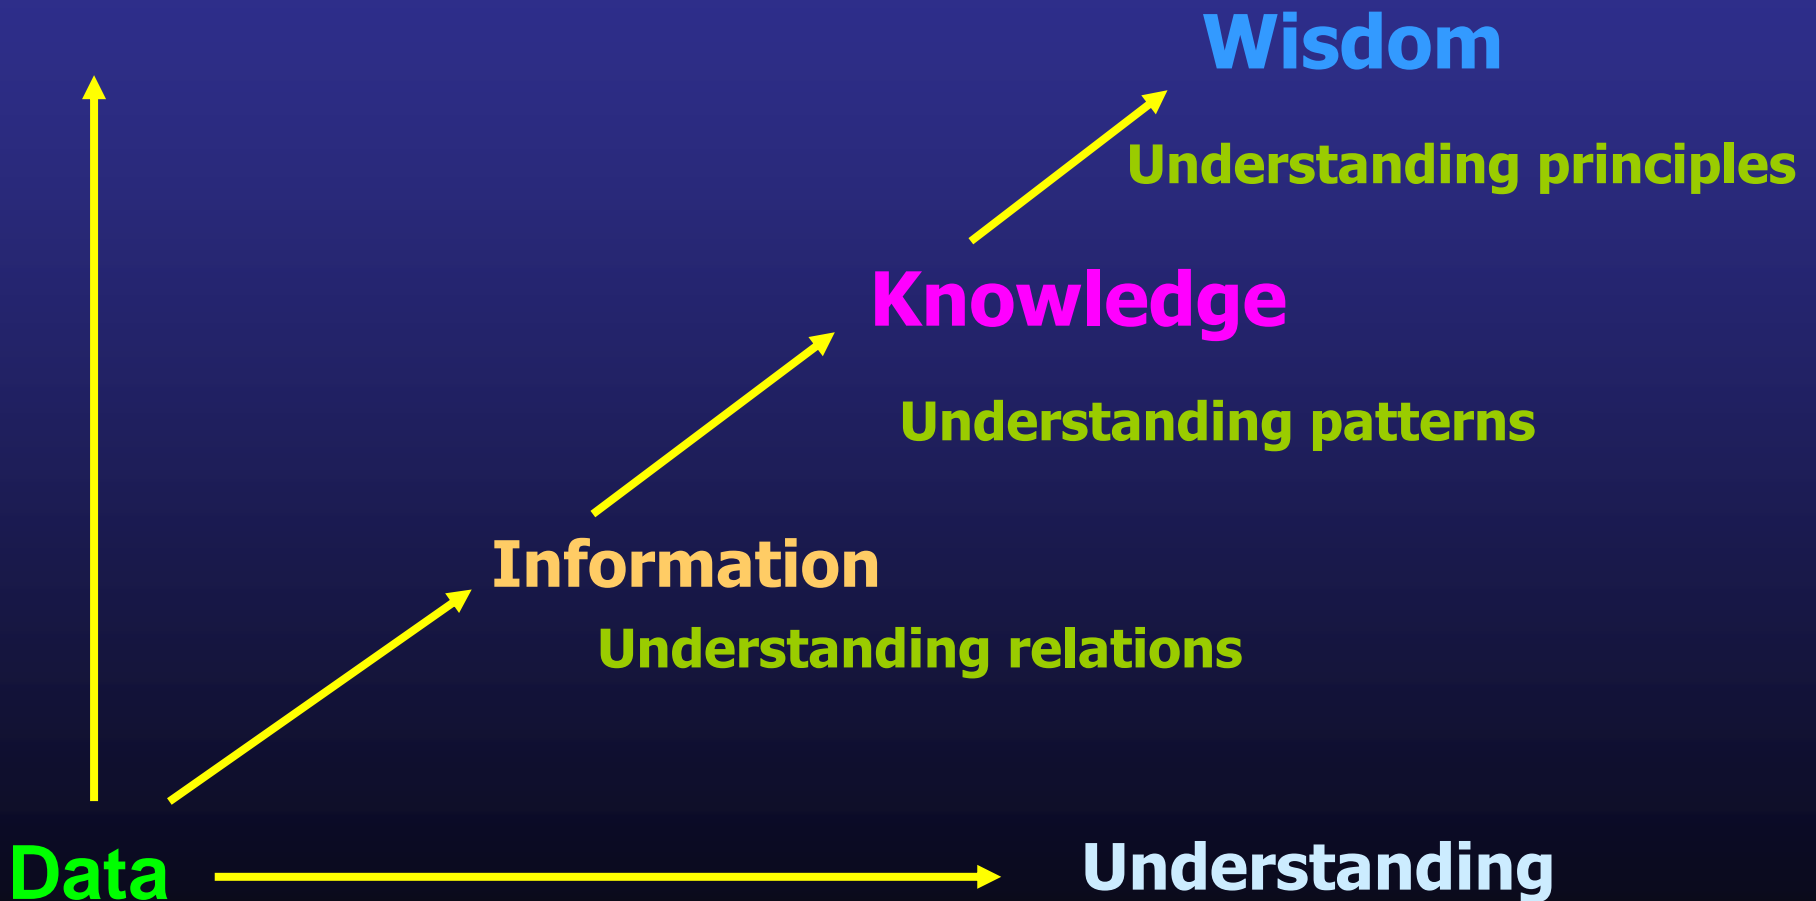 Wisdom
Understanding principles
Knowledge
Understanding patterns
Information
Understanding relations
Data
Understanding